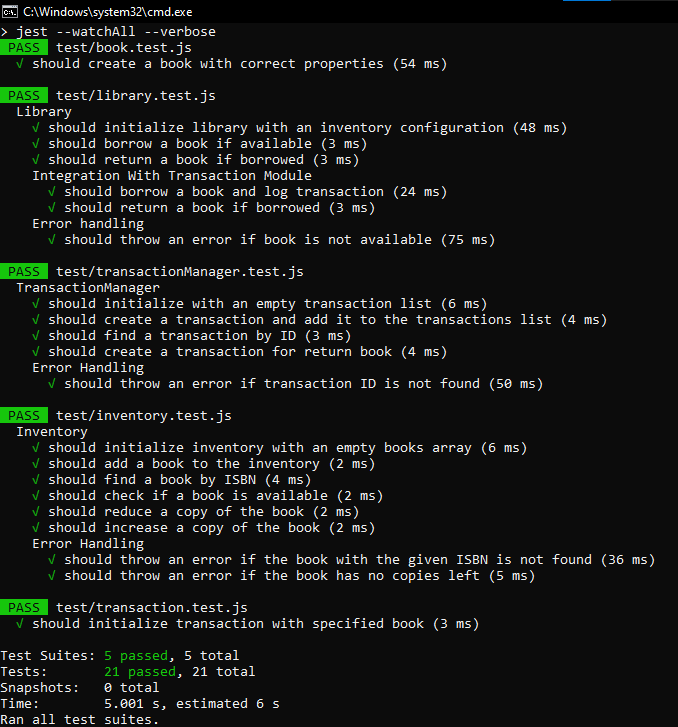 C:\Windows\system32\cmd.exe
> jest --watchAll --verbose
PASS test/book.test.js
√ should create a book with correct properties (54 ms)
PASS test/library.test.js
Library
√ should initialize library with an inventory configuration (48 ms)
√ should borrow a book if available (3 ms)
√ should return a book if borrowed (3 ms)
Integration With Transaction Module
√ should borrow a book and log transaction (24 ms)
√ should return a book if borrowed (3 ms)
Error handling
√ should throw an error if book is not available (75 ms)
PASS test/transactionManager.test.js
TransactionManager
√ should initialize with an empty transaction list (6 ms)
√ should create a transaction and add it to the transactions list (4 ms)
√ should find a transaction by ID (3 ms)
√ should create a transaction for return book (4 ms)
Error Handling
√ should throw an error if transaction ID is not found (50 ms)
PASS test/inventory.test.js
Inventory
√ should initialize inventory with an empty books array (6 ms)
√ should add a book to the inventory (2 ms)
√ should find a book by ISBN (4 ms)
√ should check if a book is available (2 ms)
√ should reduce a copy of the book (2 ms)
√ should increase a copy of the book (2 ms)
Error Handling
√ should throw an error if the book with the given ISBN is not found (36 ms)
√ should throw an error if the book has no copies left (5 ms)
PASS test/transaction.test.js
√ should initialize transaction with specified book (3 ms)
Test Suites: 5 passed, 5 total
Tests: 21 passed, 21 total
Snapshots: 0 total
Time: 5.001 s, estimated 6 s
Ran all test suites.